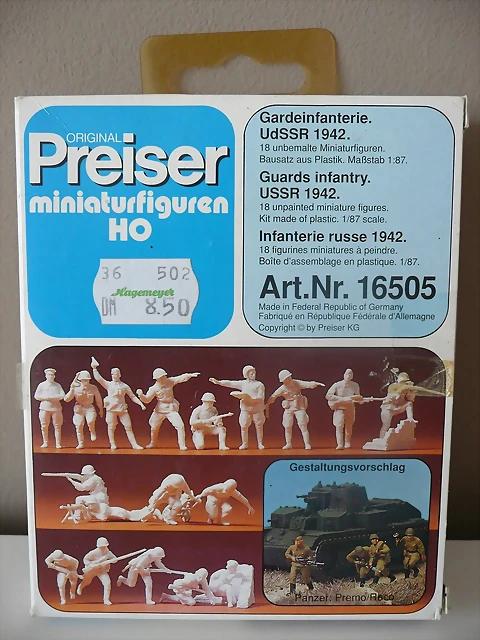 ORIGINAL
Preiser
miniaturfiguren
HO
36 502
Hagemeyer
DM 8.50
Gardeinfanterie.
UdSSR 1942.
18 unbemalte Miniaturfiguren.
Bausatz aus Plastik. Maßstab 1:87.
Guards infantry.
USSR 1942.
18 unpainted miniature figures.
Kit made of plastic. 1/87 scale.
Infanterie russe 1942.
18 figurines miniatures à peindre.
Boîte d'assemblage en plastique. 1/87.
Art.Nr. 16505
Made in Federal Republic of Germany
Fabriqué en République Fédérale d'Allemagne
Copyright © by Preiser KG
Gestaltungsvorschlag
Panzer: Premo/Roco